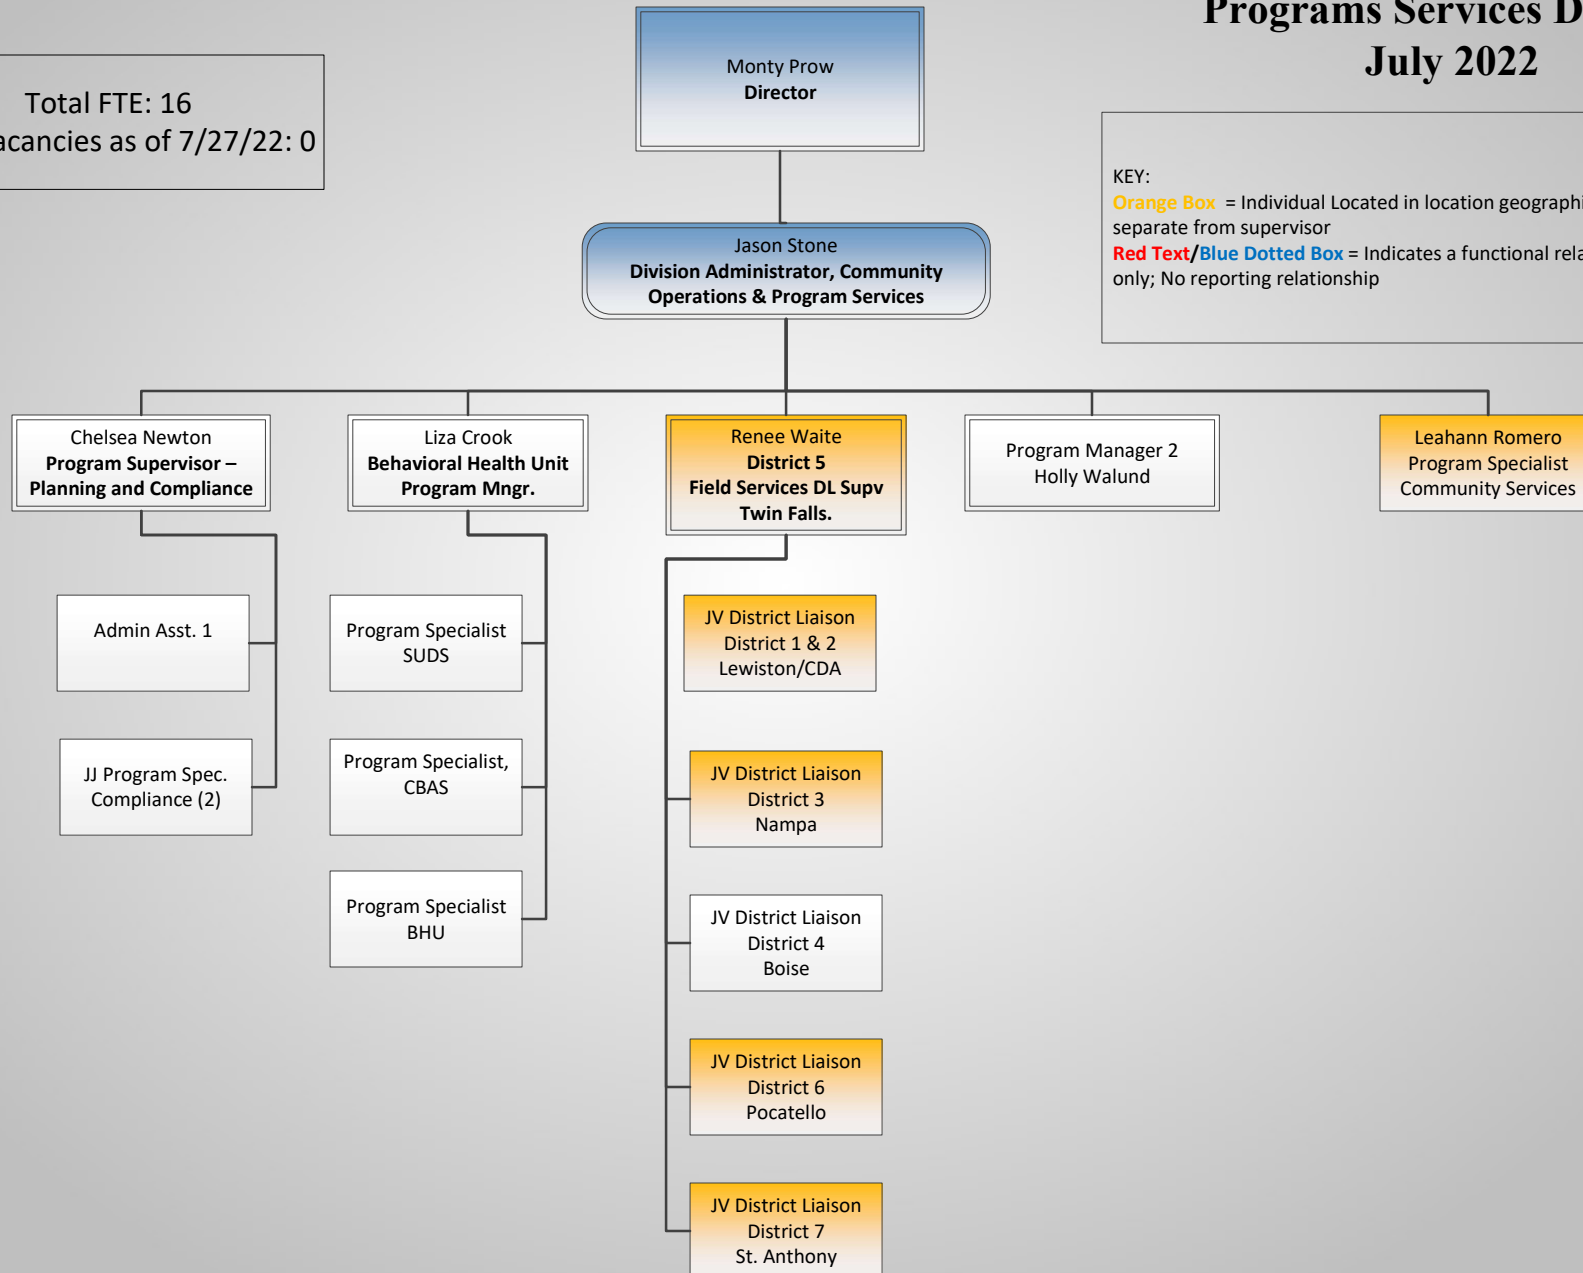 Programs Services D
July 2022
Total FTE: 16
acancies as of 7/27/22: 0
Monty Prow
Director
KEY:
Orange Box = Individual Located in location geographi
separate from supervisor
Red Text/Blue Dotted Box = Indicates a functional rela
only; No reporting relationship
Jason Stone
Division Administrator, Community
Operations & Program Services
Chelsea Newton
Program Supervisor –
Planning and Compliance
Liza Crook
Behavioral Health Unit
Program Mngr.
Renee Waite
District 5
Field Services DL Supv
Twin Falls.
Program Manager 2
Holly Walund
Leahann Romero
Program Specialist
Community Services
Admin Asst. 1
JJ Program Spec.
Compliance (2)
Program Specialist
SUDS
Program Specialist,
CBAS
Program Specialist
BHU
JV District Liaison
District 1 & 2
Lewiston/CDA
JV District Liaison
District 3
Nampa
JV District Liaison
District 4
Boise
JV District Liaison
District 6
Pocatello
JV District Liaison
District 7
St. Anthony